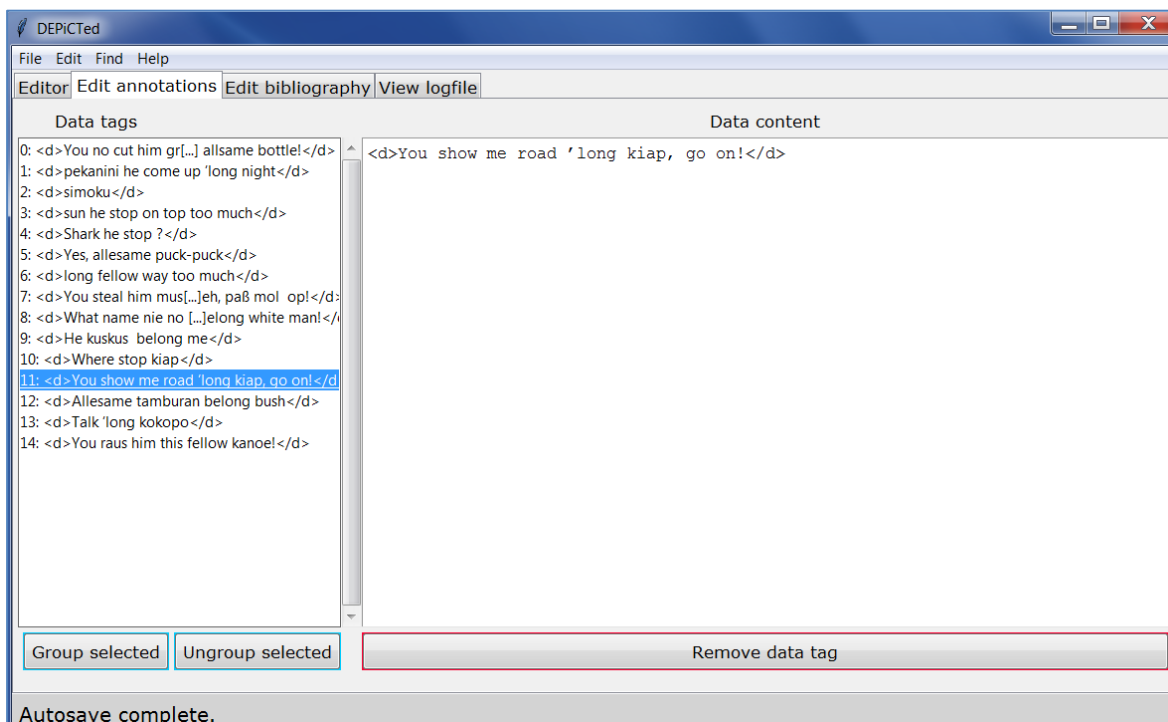 DEPiCTed
File Edit Find Help
Editor Edit annotations Edit bibliography View logfile
Data tags
0: <d>You no cut him gr[...] allsame bottle!</d>
1: <d>pekanini he come up 'long night</d>
2: <d>simoku</d>
3: <d>sun he stop on top too much</d>
4: <d>Shark he stop ?</d>
5: <d>Yes, allesame puck-puck</d>
6: <d>long fellow way too much</d>
7: <d>You steal him mus[...]eh, paß mol  op!</d>
8: <d>What name nie no [...]elong white man!</
9: <d>He kuskus  belong me</d>
10: <d>Where stop kiap</d>
11: <d>You show me road 'long kiap, go on!</d
12: <d>Allesame tamburan belong bush</d>
13: <d>Talk 'long kokopo</d>
14: <d>You raus him this fellow kanoe!</d>
Group selected Ungroup selected
Data content
<d>You show me road ’long kiap, go on!</d>
Remove data tag
Autosave complete.